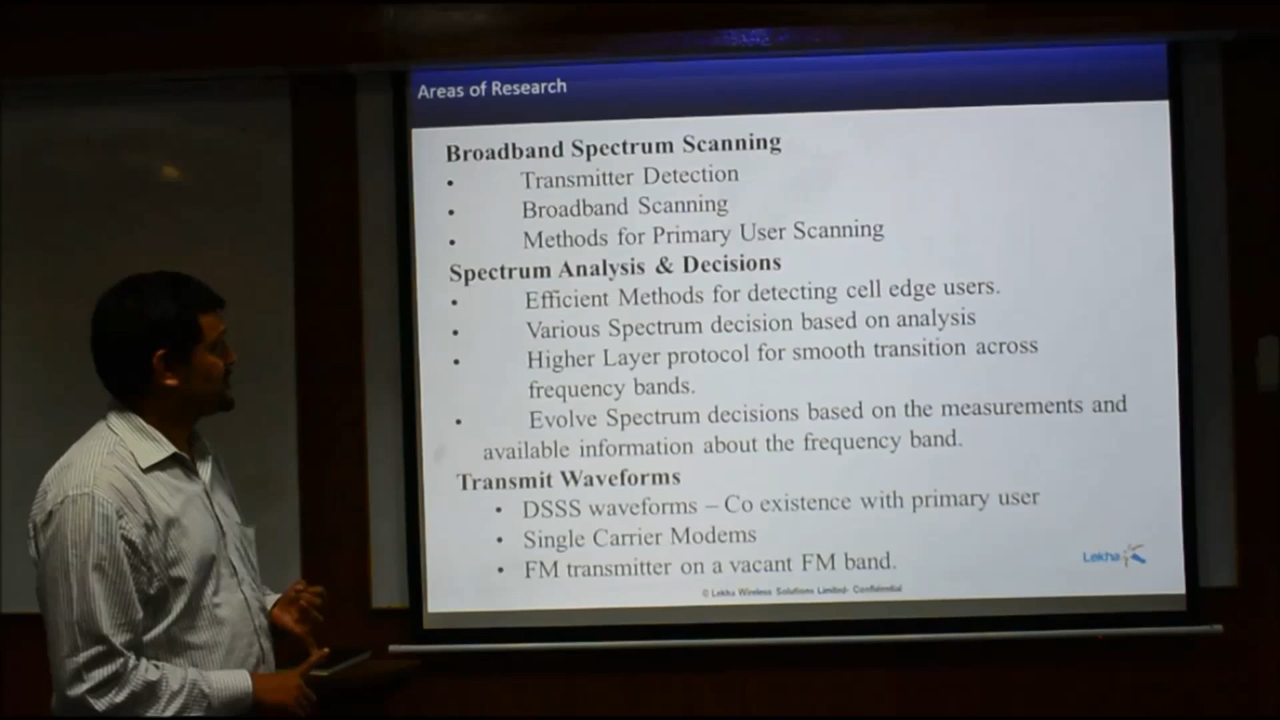 Areas of Research
Broadband Spectrum Scanning
• Transmitter Detection
• Broadband Scanning
• Methods for Primary User Scanning
Spectrum Analysis & Decisions
• Efficient Methods for detecting cell edge users.
• Various Spectrum decision based on analysis
• Higher Layer protocol for smooth transition across
frequency bands.
• Evolve Spectrum decisions based on the measurements and
available information about the frequency band.
Transmit Waveforms
• DSSS waveforms – Co existence with primary user
• Single Carrier Modems
• FM transmitter on a vacant FM band.
Lekha
© Lekha Wireless Solutions Limited- Confidential